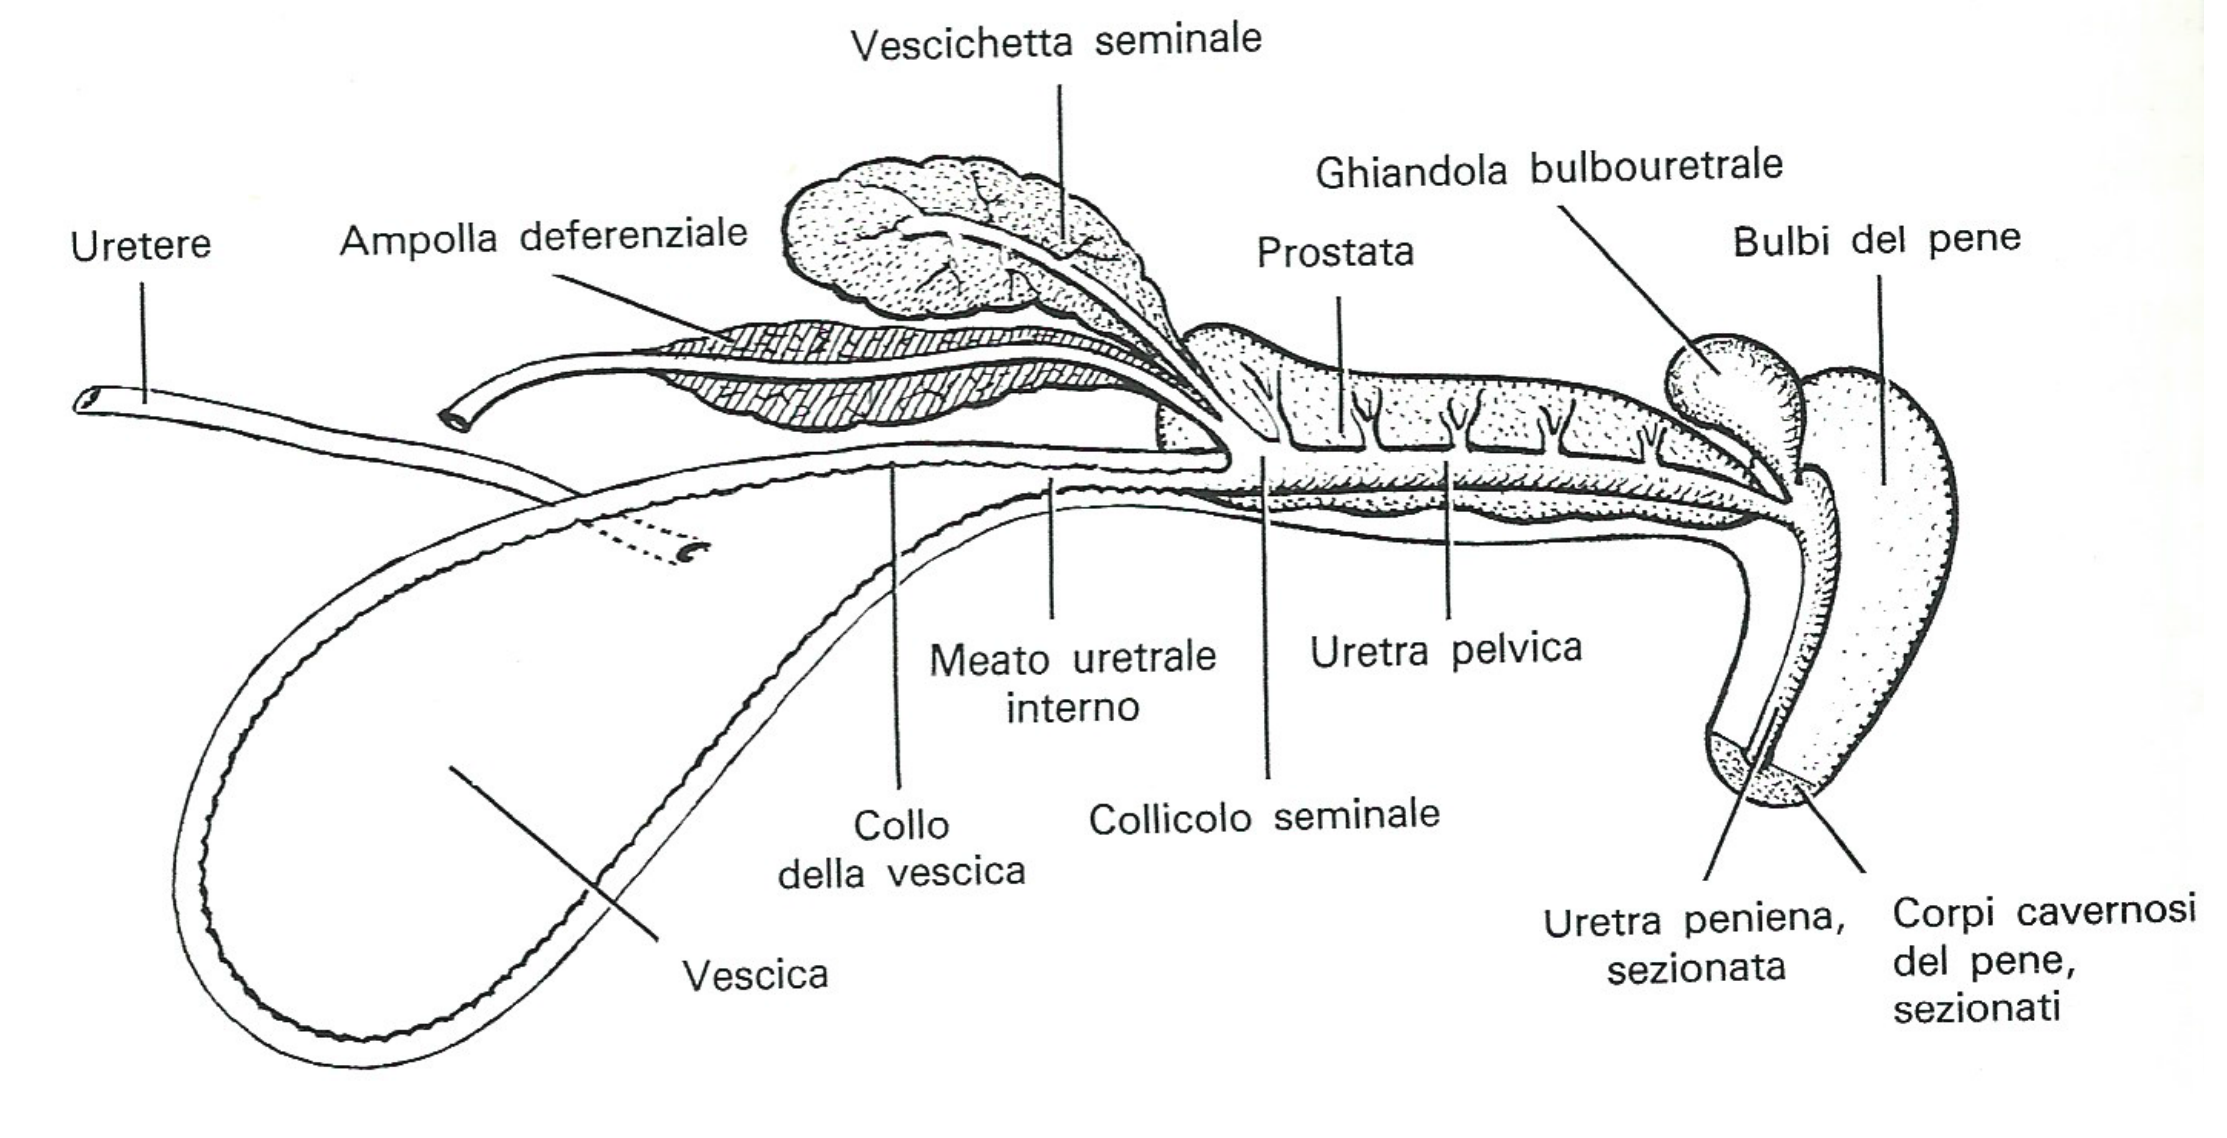 Vescichetta seminale
Ghiandola bulbouretrale
Uretere
Ampolla deferenziale
Prostata
Bulbi del pene
Meato uretrale
interno
Uretra pelvica
Collo
della vescica
Collicolo seminale
Vescica
Uretra peniena,
sezionata
Corpi cavernosi
del pene,
sezionati